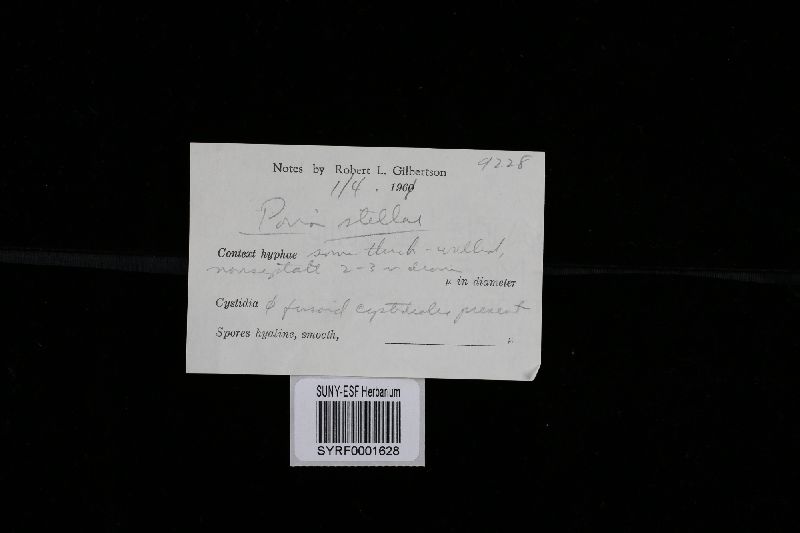 9228
Notes by Robert L. Gilbertson
1/4 . 1961
Poria stellae
Context hyphae some thick-walled,
nonseptate 2-3 u diam
µ in diameter
Cystidia ϕ fusoid cystidioles present
Spores hyaline, smooth, µ
SUNY-ESF Herbarium
SYRF0001628